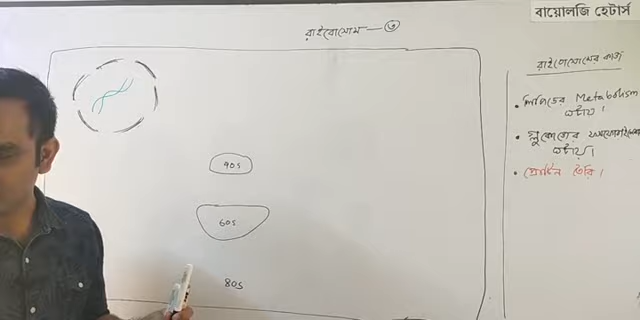 বায়োলজি হেটার্স
রাইবোসোম — ৩
রাইবোসোমের কাজ
• লিপিডের Metabolism
ঘটায়।
• গ্লুকোজের
ঘটায়।
• প্রোটিন তৈরি।
40s
60s
80s